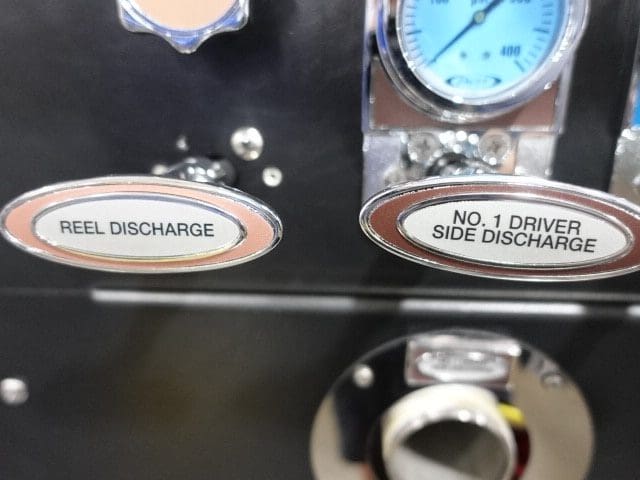 400
REEL DISCHARGE
NO. 1 DRIVER
SIDE DISCHARGE